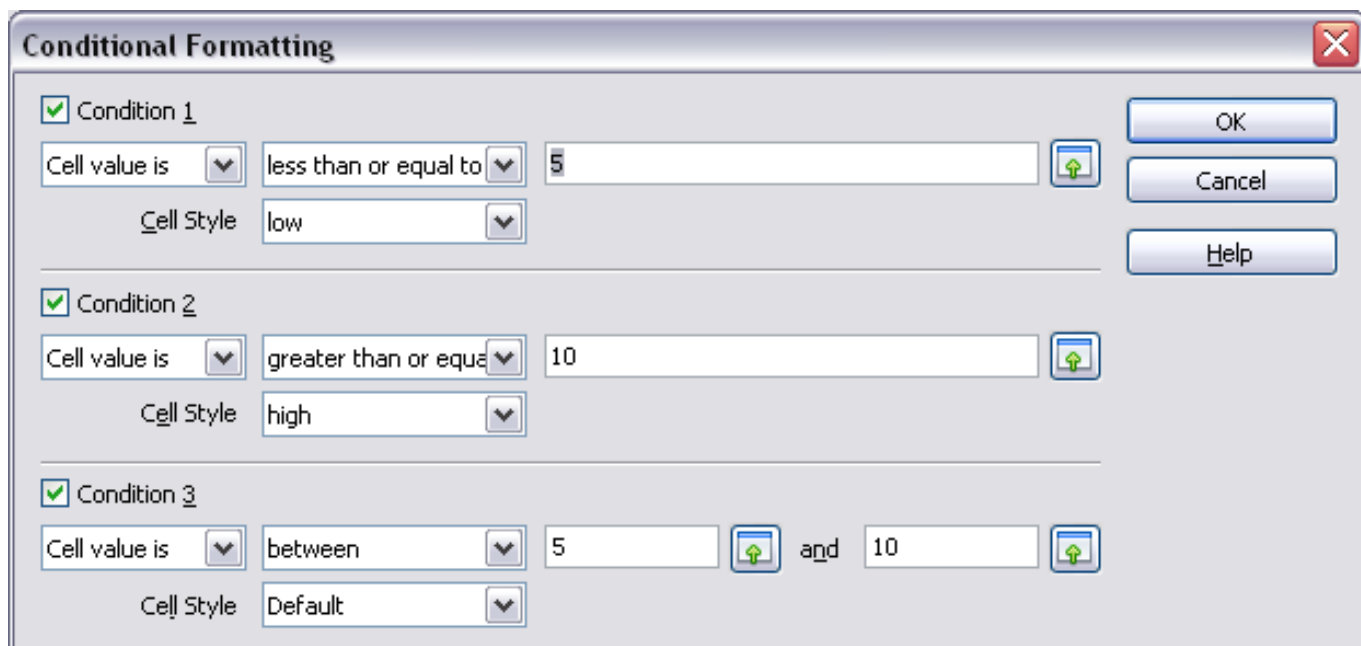 Conditional Formatting
Condition 1
OK
Cell value is less than or equal to 5
Cancel
Cell Style low
Help
Condition 2
Cell value is greater than or equa 10
Cell Style high
Condition 3
Cell value is between 5 and 10
Cell Style Default